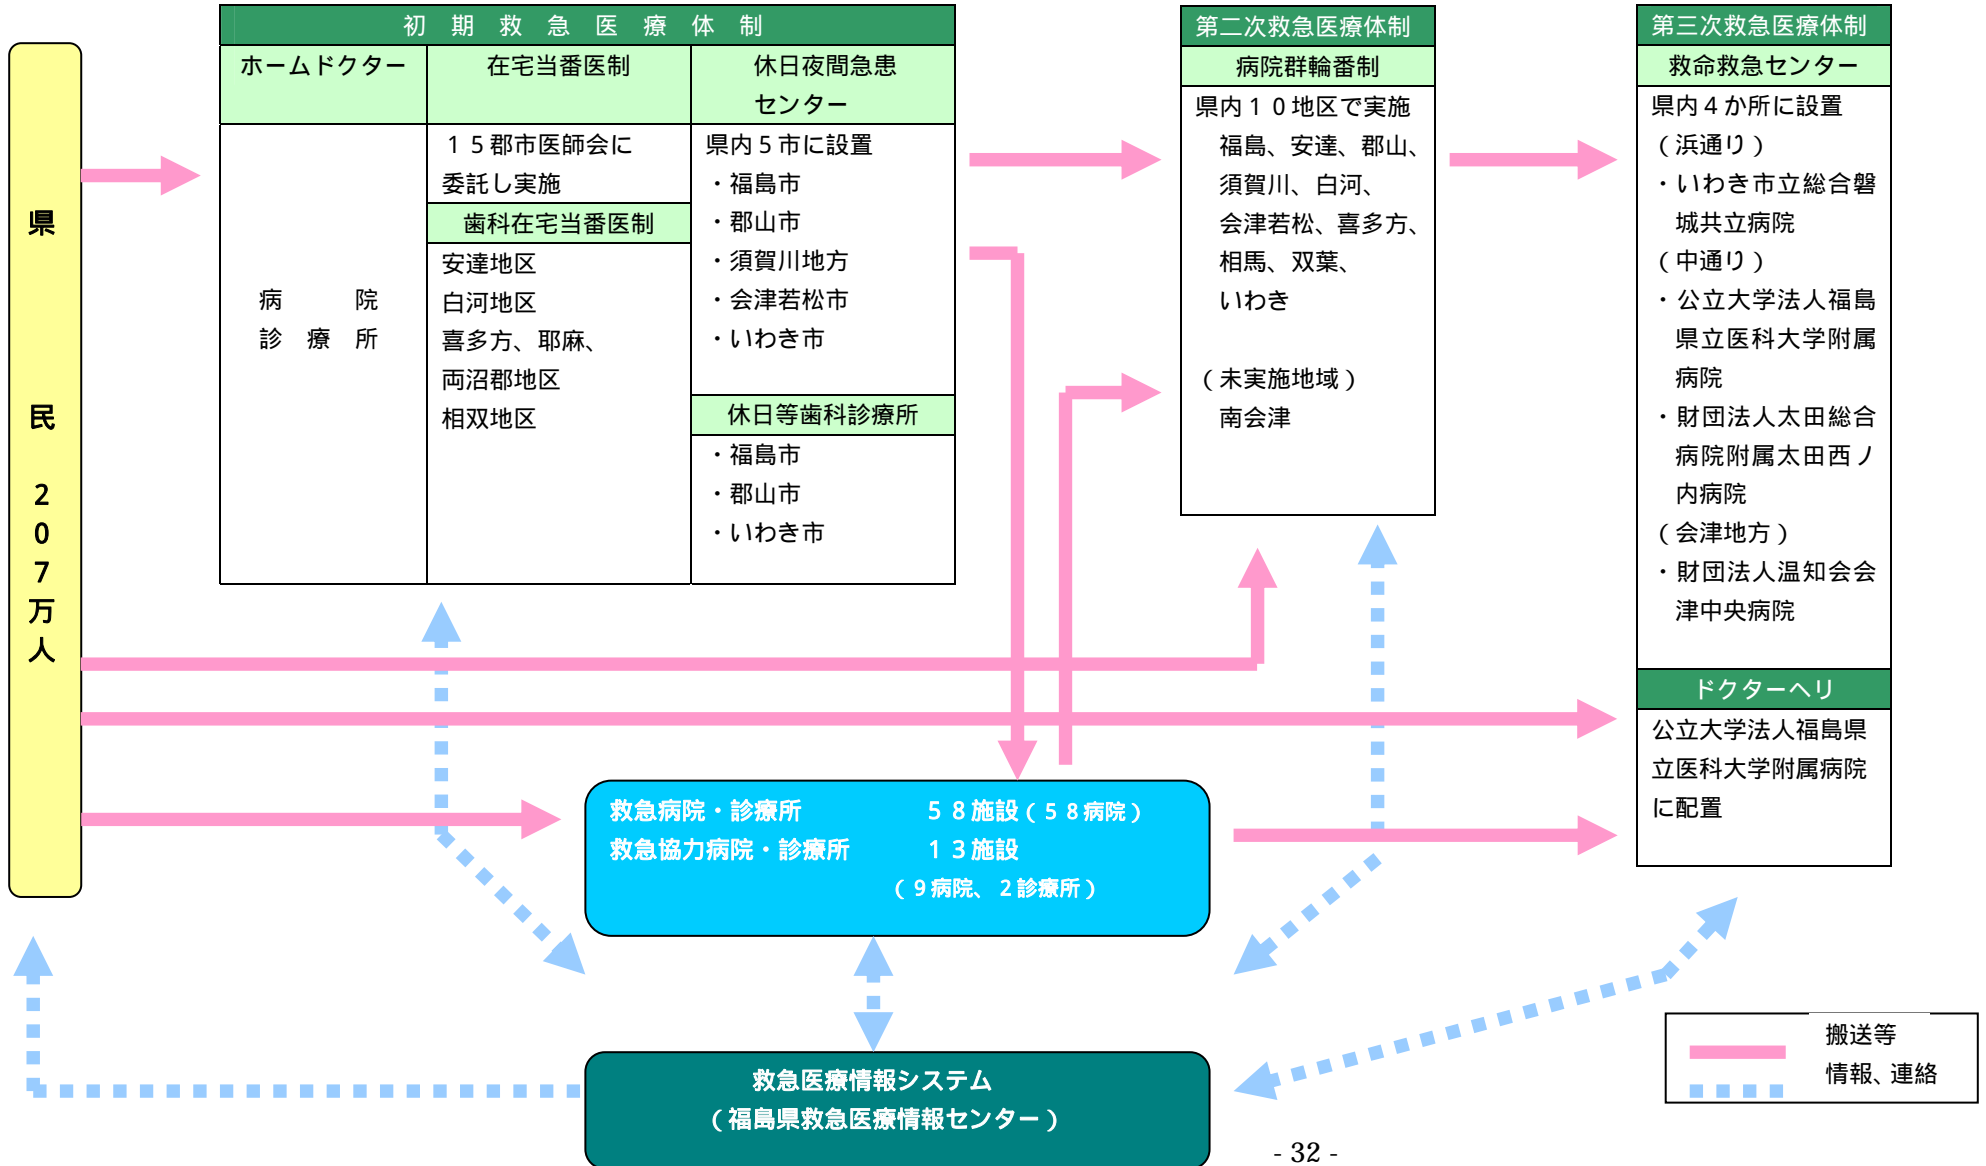 県民207万人
初期救急医療体制
ホームドクター
病院
診療所
在宅当番医制
15郡市医師会に
委託し実施
歯科在宅当番医制
安達地区
白河地区
喜多方、耶麻、
両沼郡地区
相双地区
休日夜間急患
センター
県内5市に設置
・福島市
・郡山市
・須賀川地方
・会津若松市
・いわき市
休日等歯科診療所
・福島市
・郡山市
・いわき市
第二次救急医療体制
病院群輪番制
県内10地区で実施
福島、安達、郡山、
須賀川、白河、
会津若松、喜多方、
相馬、双葉、
いわき
(未実施地域)
南会津
第三次救急医療体制
救命救急センター
県内4か所に設置
(浜通り)
・いわき市立総合磐
城共立病院
(中通り)
・公立大学法人福島
県立医科大学附属
病院
・財団法人太田総合
病院附属太田西ノ
内病院
(会津地方)
・財団法人温知会会
津中央病院
ドクターヘリ
公立大学法人福島県
立医科大学附属病院
に配置
救急病院・診療所 58施設(58病院)
救急協力病院・診療所 13施設
(9病院、2診療所)
救急医療情報システム
(福島県救急医療情報センター)
搬送等
情報、連絡
- 32 -